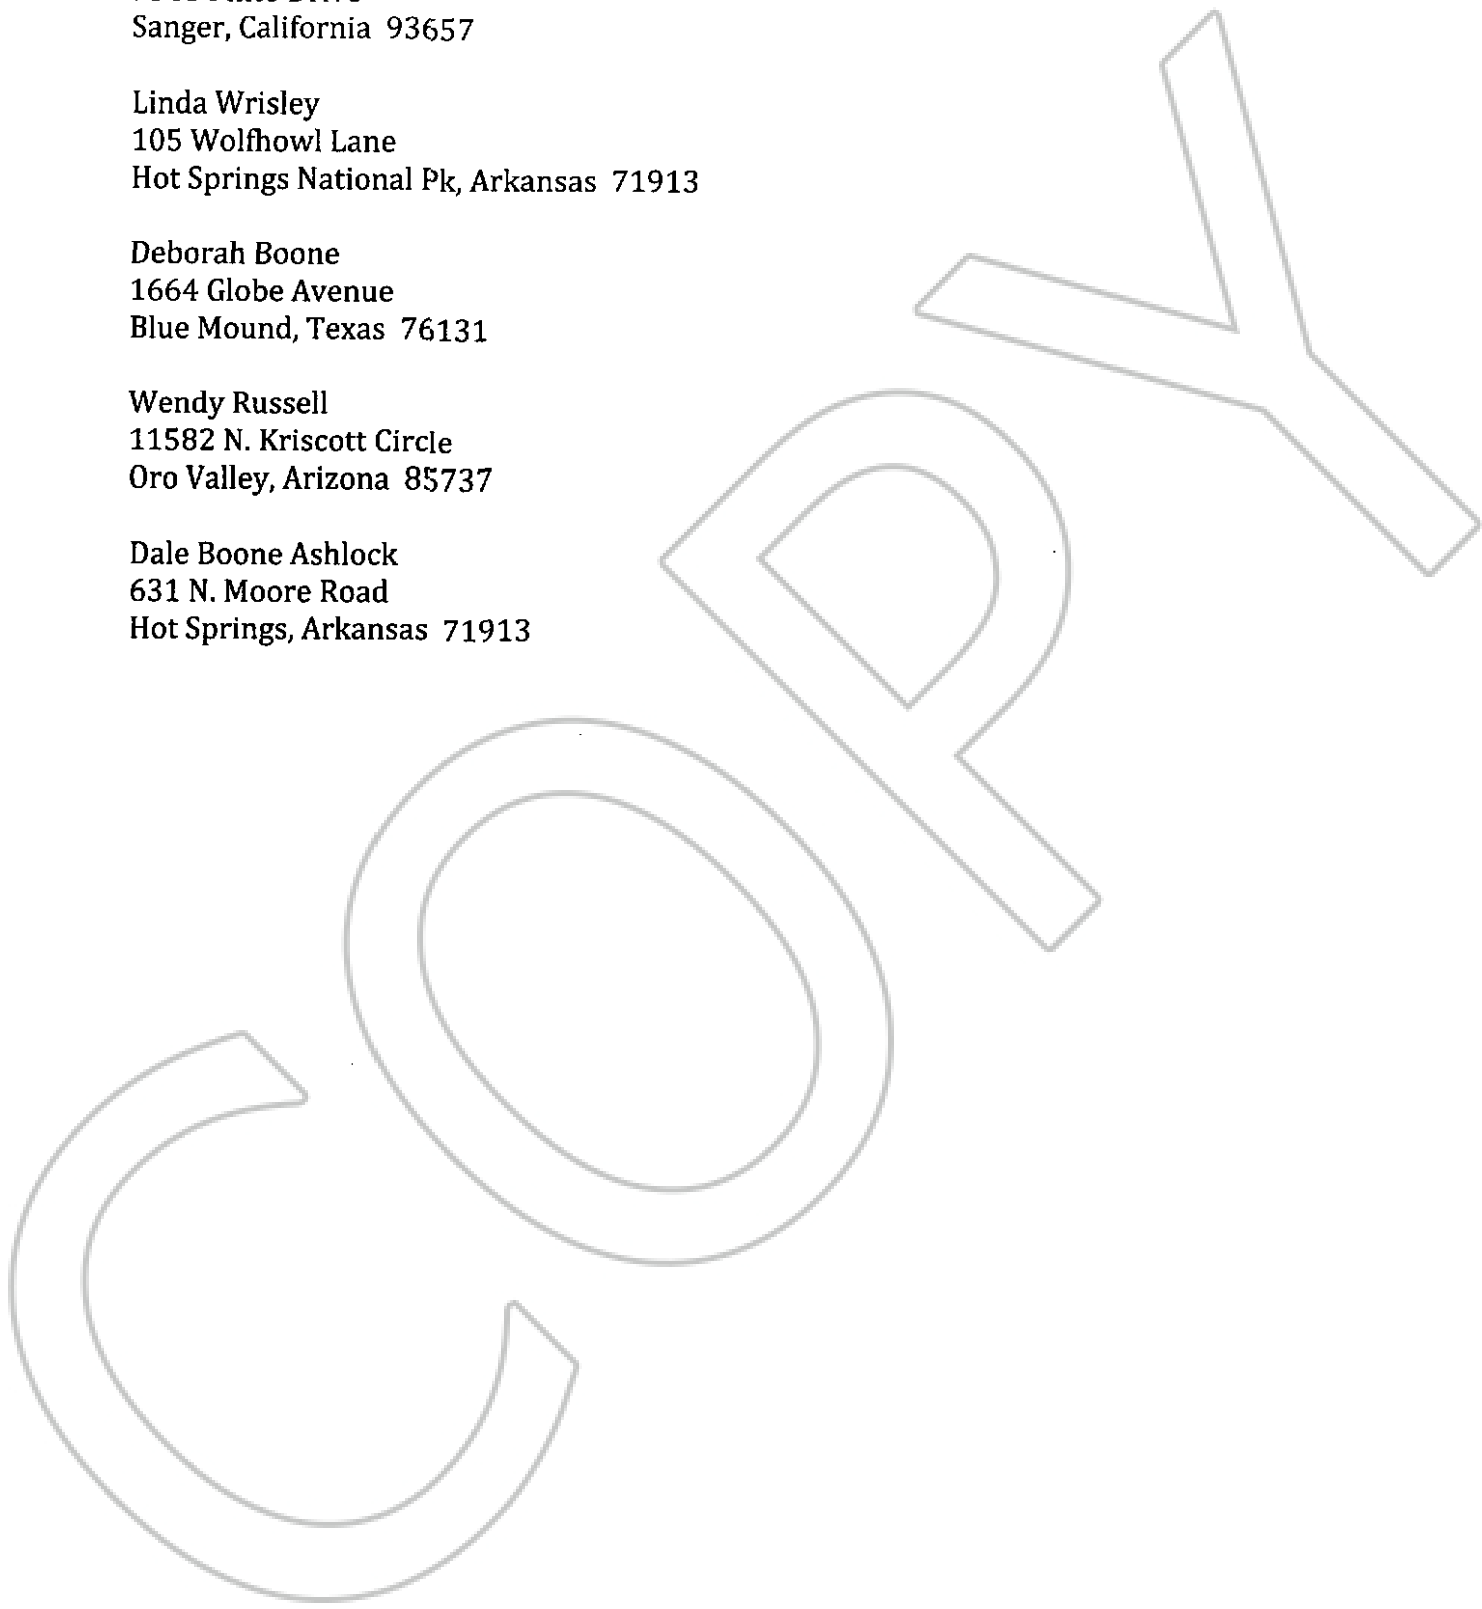 Drive
Sanger, California 93657
Linda Wrisley
105 Wolfhowl Lane
Hot Springs National Pk, Arkansas 71913
Deborah Boone
1664 Globe Avenue
Blue Mound, Texas 76131
Wendy Russell
11582 N. Kriscott Circle
Oro Valley, Arizona 85737
Dale Boone Ashlock
631 N. Moore Road
Hot Springs, Arkansas 71913
COPY